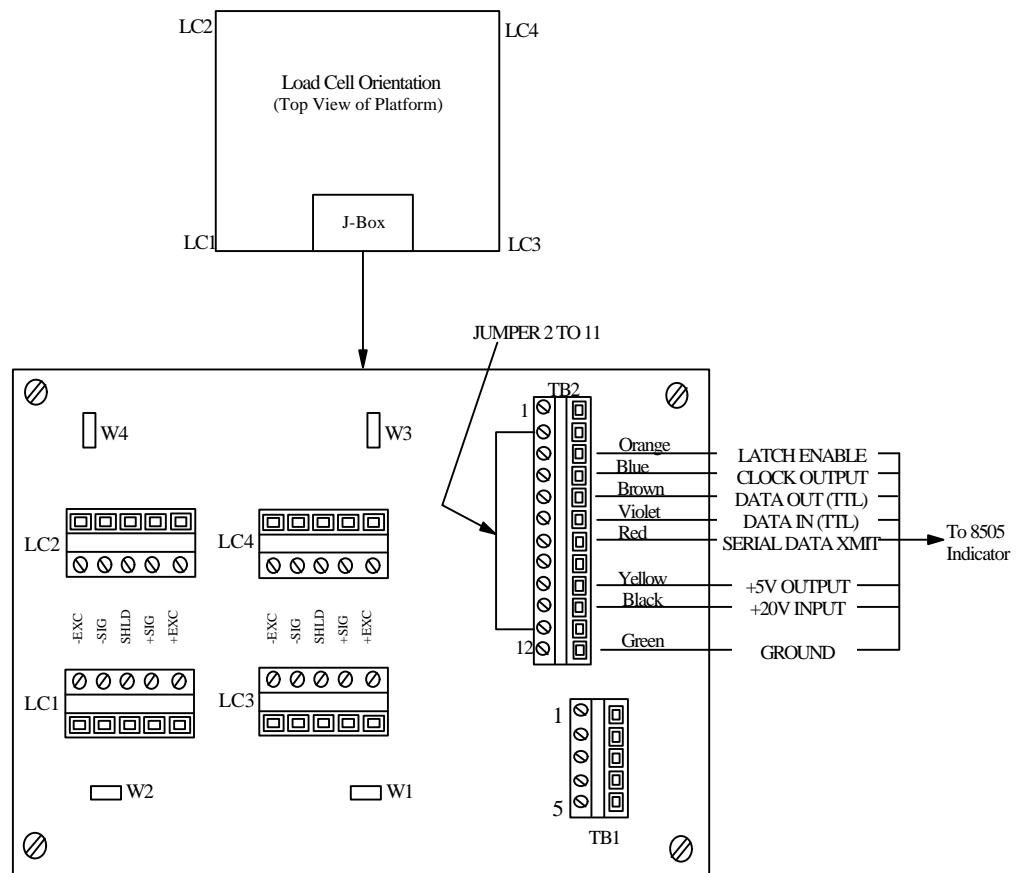 LC2
LC4
Load Cell Orientation
(Top View of Platform)
J-Box
LC1
LC3
JUMPER 2 TO 11
TB2
1
W4
W3
Orange
LATCH ENABLE
Blue
CLOCK OUTPUT
Brown
DATA OUT (TTL)
Violet
DATA IN (TTL)
Red
SERIAL DATA XMIT
To 8505
Indicator
LC2
LC4
Yellow
+5V OUTPUT
Black
+20V INPUT
-EXC
-SIG
SHLD
+SIG
+EXC
-EXC
-SIG
SHLD
+SIG
+EXC
12
Green
GROUND
LC1
LC3
1
W2
W1
5
TB1